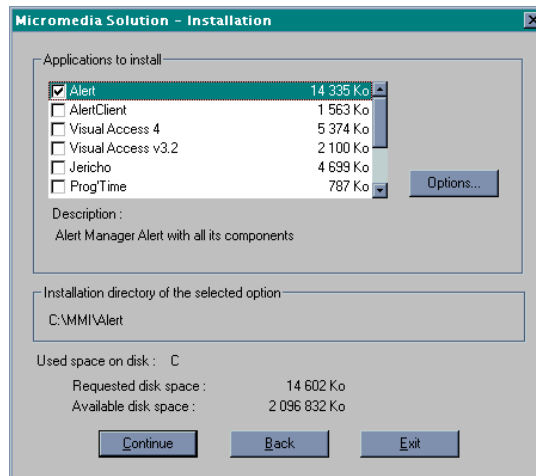 Micromedia Solution - Installation
Applications to install
Alert 14 335 Ko
AlertClient 1 563 Ko
Visual Access 4 5 374 Ko
Visual Access v3.2 2 100 Ko
Jericho 4 699 Ko
Prog'Time 787 Ko
Options...
Description :
Alert Manager Alert with all its components
Installation directory of the selected option
C:\MMI\Alert
Used space on disk : C
Requested disk space : 14 602 Ko
Available disk space : 2 096 832 Ko
Continue Back Exit